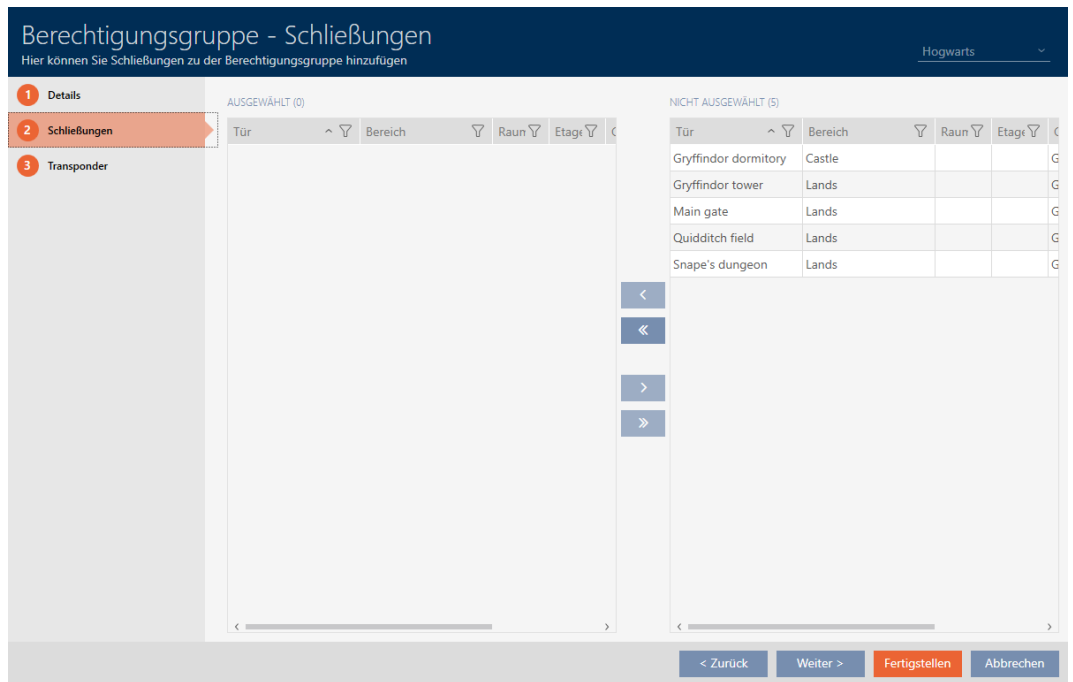 Berechtigungsgruppe - Schließungen
Hier können Sie Schließungen zu der Berechtigungsgruppe hinzufügen
Hogwarts
1 Details
2 Schließungen
3 Transponder
AUSGEWÄHLT (0)
Tür Bereich Raun Etage
NICHT AUSGEWÄHLT (5)
Tür Bereich Raun Etage
Gryffindor dormitory Castle G
Gryffindor tower Lands G
Main gate Lands G
Quidditch field Lands G
Snape's dungeon Lands G
< Zurück Weiter > Fertigstellen Abbrechen